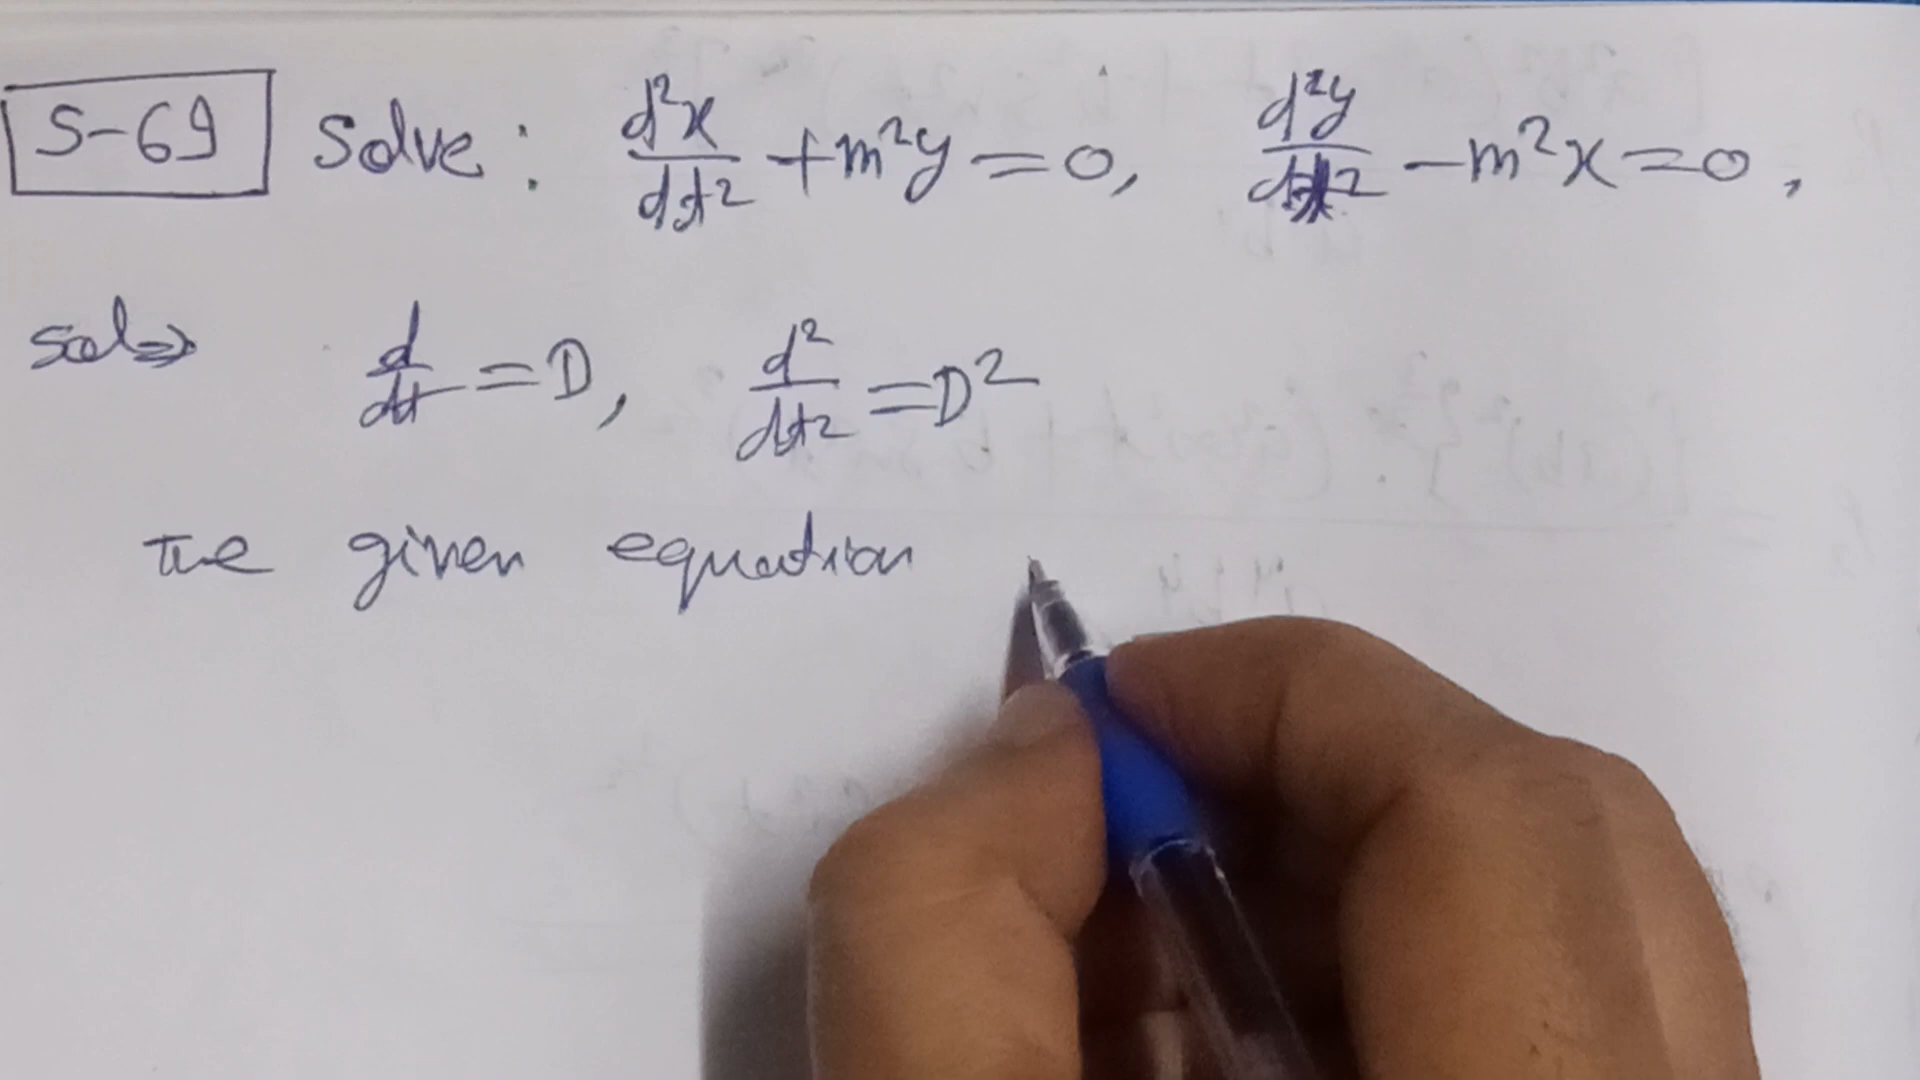 S-69 Solve : d²x/dt² + m²y = 0, d²y/dt² - m²x = 0,
Sol⇒ d/dt = D, d²/dt² = D²
The given equation